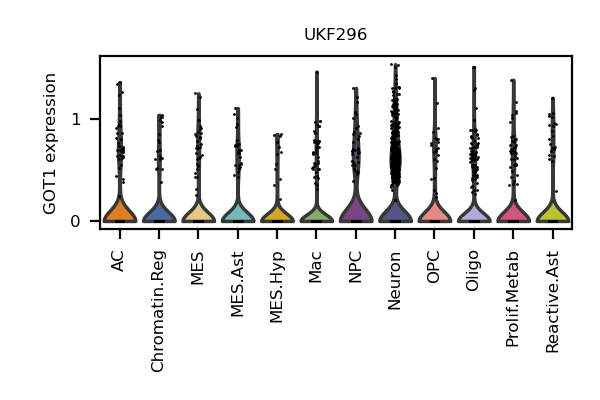 UKF296
GOT1 expression
1
0
AC
Chromatin.Reg
MES
MES.Ast
MES.Hyp
Mac
NPC
Neuron
OPC
Oligo
Prolif.Metab
Reactive.Ast